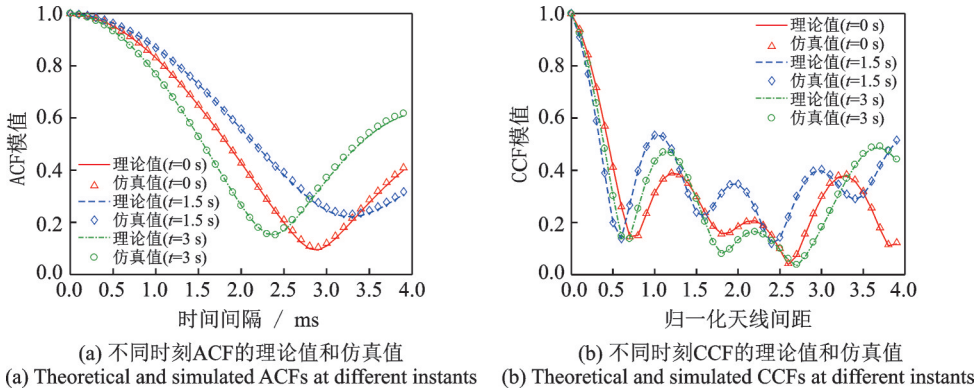 1.0
0.8
0.6
0.4
0.2
0.0
ACF模值
理论值(t=0 s)
仿真值(t=0 s)
理论值(t=1.5 s)
仿真值(t=1.5 s)
理论值(t=3 s)
仿真值(t=3 s)
0.0 0.5 1.0 1.5 2.0 2.5 3.0 3.5 4.0
时间间隔 / ms
(a) 不同时刻ACF的理论值和仿真值
(a) Theoretical and simulated ACFs at different instants
1.0
0.8
0.6
0.4
0.2
0.0
CCF模值
理论值(t=0 s)
仿真值(t=0 s)
理论值(t=1.5 s)
仿真值(t=1.5 s)
理论值(t=3 s)
仿真值(t=3 s)
0.0 0.5 1.0 1.5 2.0 2.5 3.0 3.5 4.0
归一化天线间距
(b) 不同时刻CCF的理论值和仿真值
(b) Theoretical and simulated CCFs at different instants